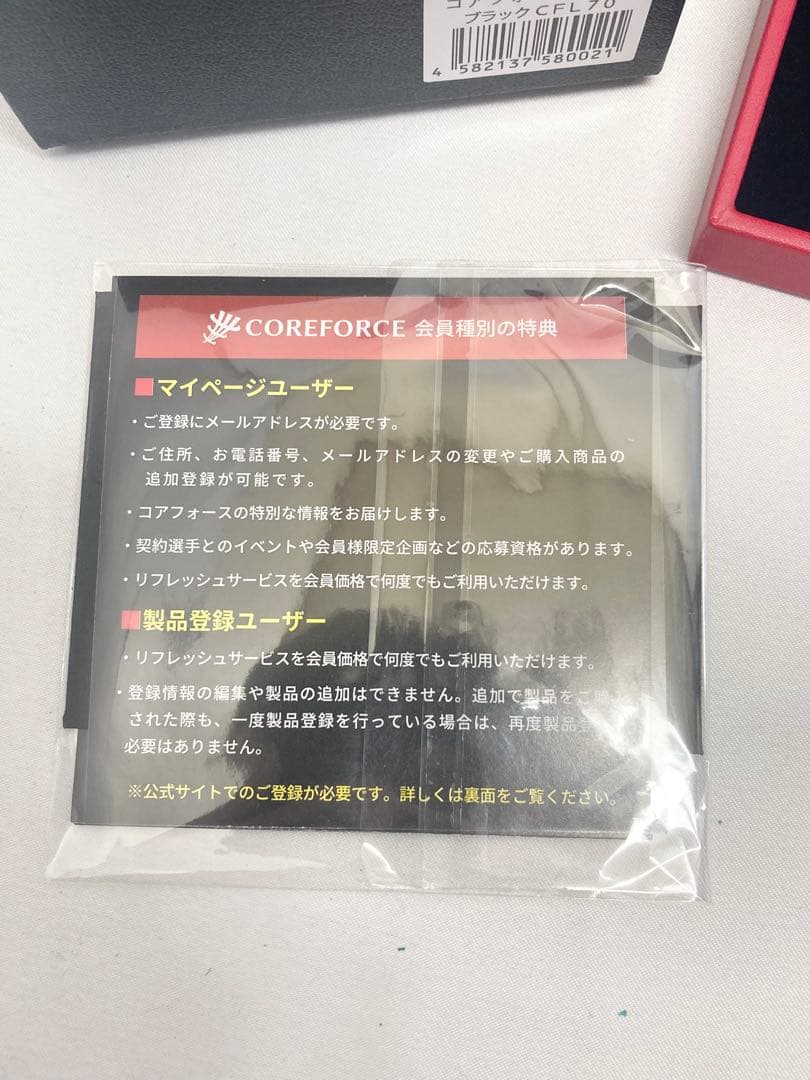 ブラックCFL70
4 582137 580021
COREFORCE 会員種別の特典
■マイページユーザー
・ご登録にメールアドレスが必要です。
・ご住所、お電話番号、メールアドレスの変更やご購入商品の
追加登録が可能です。
・コアフォースの特別な情報をお届けします。
・契約選手とのイベントや会員様限定企画などの応募資格があります。
・リフレッシュサービスを会員価格で何度でもご利用いただけます。
■製品登録ユーザー
・リフレッシュサービスを会員価格で何度でもご利用いただけます。
・登録情報の編集や製品の追加はできません。追加で製品をご購
された際も、一度製品登録を行っている場合は、再度製品登
必要はありません。
※公式サイトでのご登録が必要です。詳しくは裏面をご覧ください。